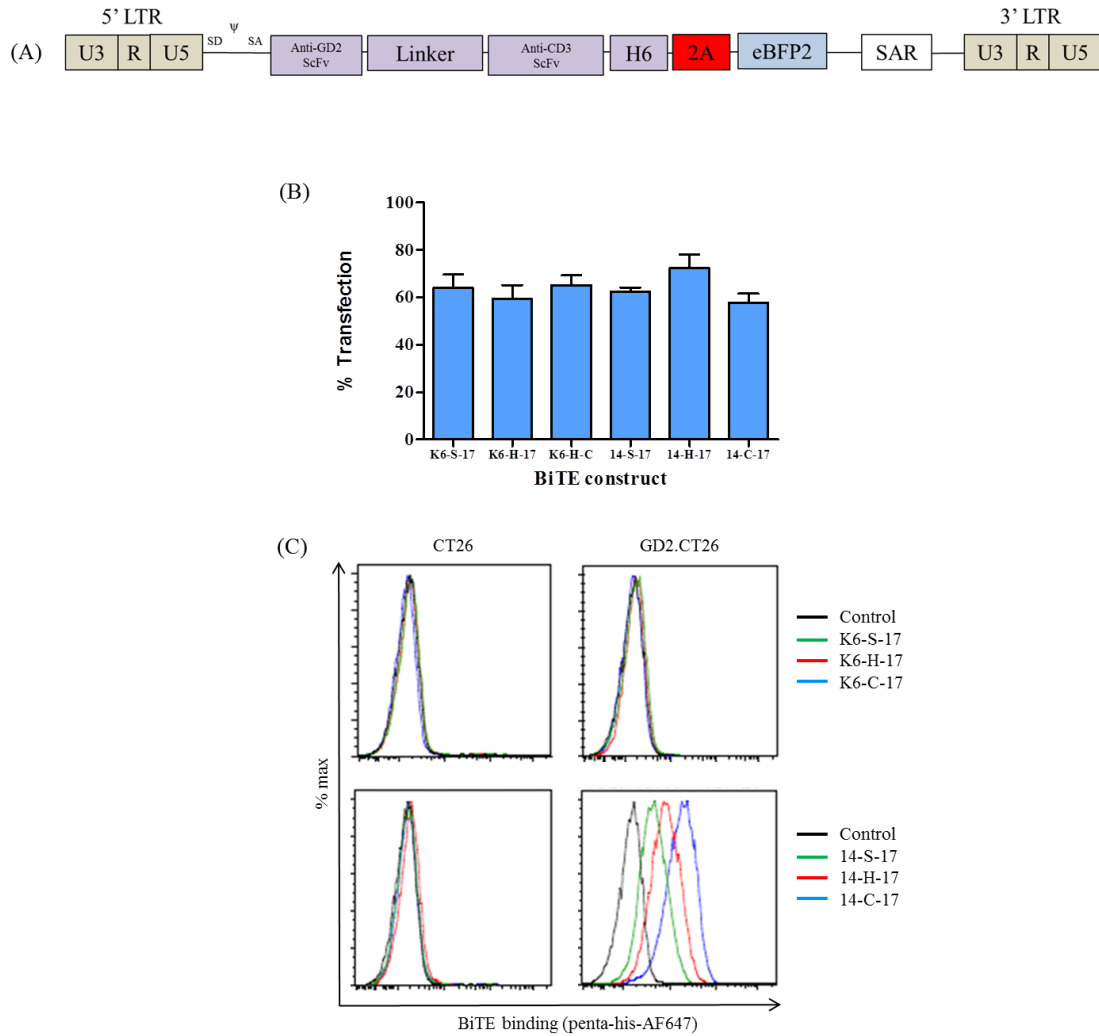 5’ LTR
3’ LTR
(A)
U3 R U5
SD ψ SA
Anti-GD2 ScFv
Linker
Anti-CD3 ScFv
H6
2A
eBFP2
SAR
U3 R U5
(B)
% Transfection
100
80
60
40
20
0
K6-S-17 K6-H-17 K6-H-C 14-S-17 14-H-17 14-C-17
BiTE construct
(C)
CT26
GD2.CT26
Control
K6-S-17
K6-H-17
K6-C-17
% max
Control
14-S-17
14-H-17
14-C-17
BiTE binding (penta-his-AF647)